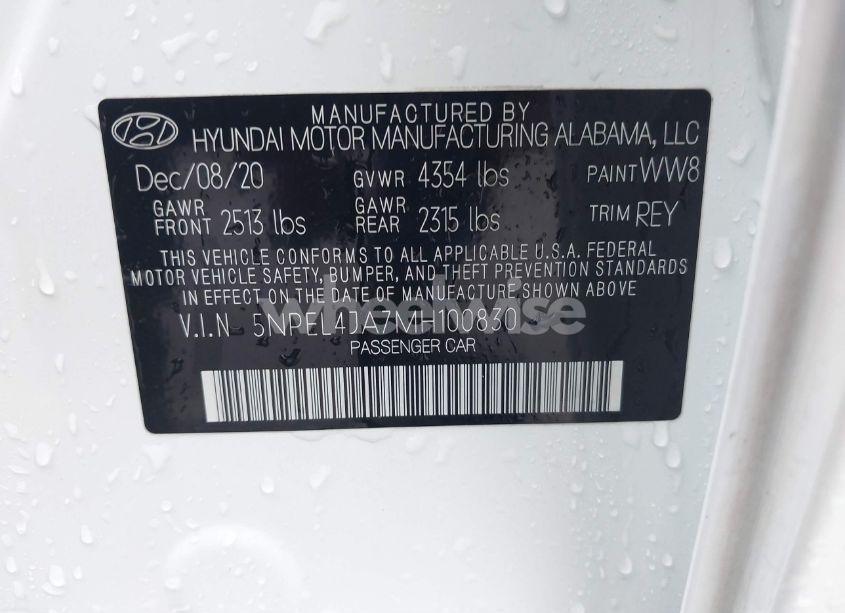 MANUFACTURED BY
HYUNDAI MOTOR MANUFACTURING ALABAMA, LLC
Dec/08/20 GVWR 4354 lbs PAINT WW8
GAWR FRONT 2513 lbs GAWR REAR 2315 lbs TRIM REY
THIS VEHICLE CONFORMS TO ALL APPLICABLE U.S.A. FEDERAL
MOTOR VEHICLE SAFETY, BUMPER, AND THEFT PREVENTION STANDARDS
IN EFFECT ON THE DATE OF MANUFACTURE SHOWN ABOVE
V.I.N 5NPEL4JA7MH100830
PASSENGER CAR
wheelwise